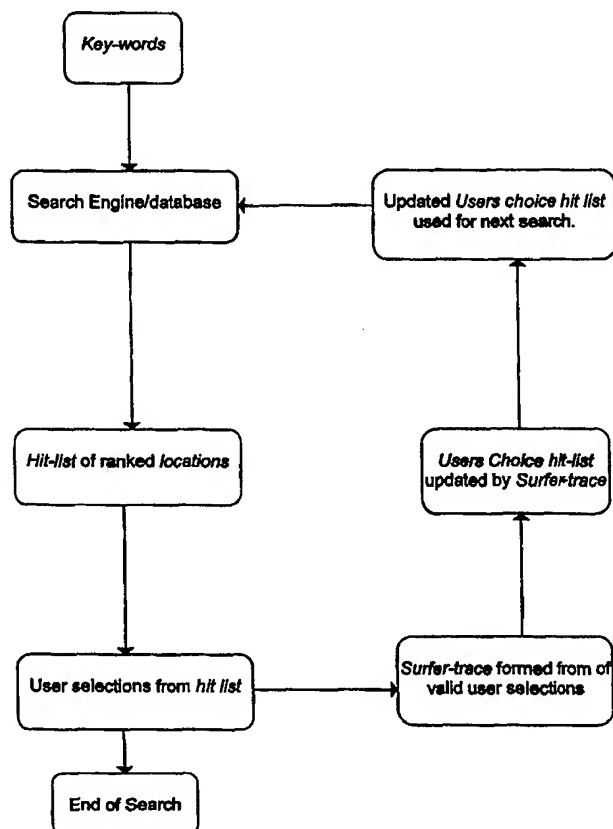 Key-words
Search Engine/database
Updated Users choice hit list
used for next search.
Hit-list of ranked locations
Users Choice hit-list
updated by Surfer-trace
User selections from hit list
Surfer-trace formed from of
valid user selections
End of Search